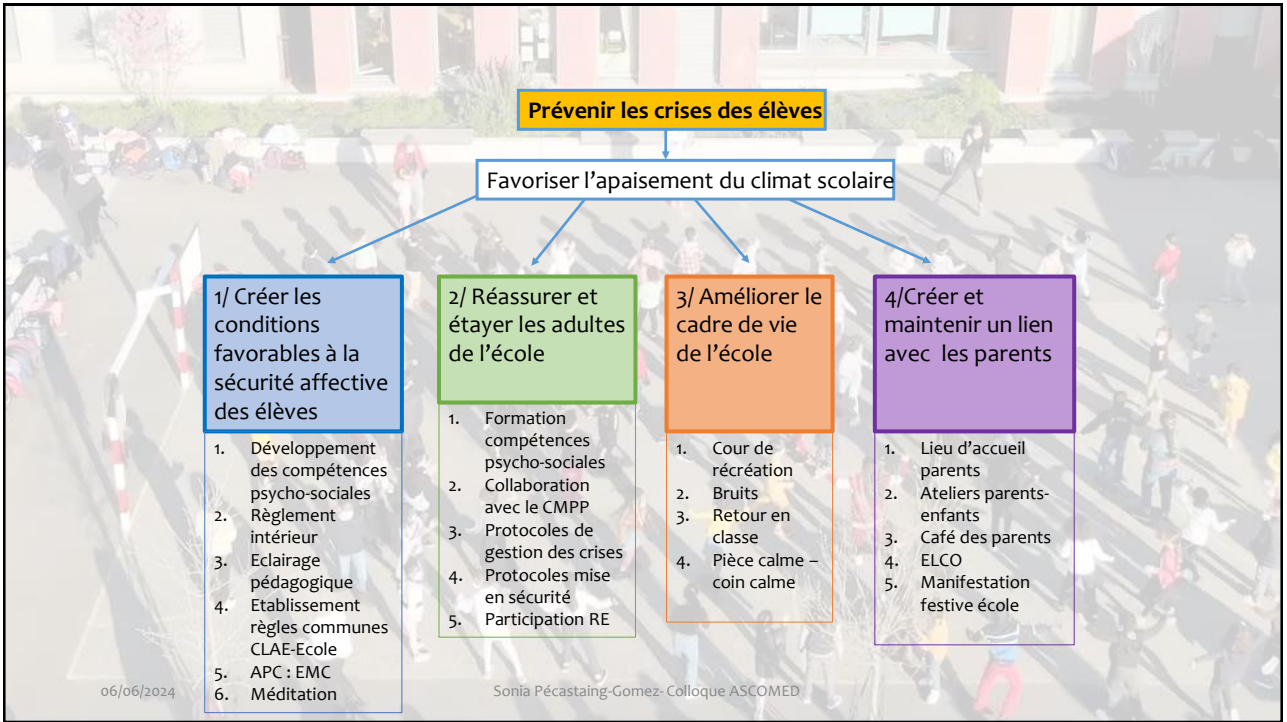 Prévenir les crises des élèves
Favoriser l'apaisement du climat scolaire
1/ Créer les
conditions
favorables à la
sécurité affective
des élèves
1. Développement
des compétences
psycho-sociales
2. Règlement
intérieur
3. Eclairage
pédagogique
4. Etablissement
règles communes
CLAE-Ecole
5. APC : EMC
6. Méditation
2/ Réassurer et
étayer les adultes
de l'école
1. Formation
compétences
psycho-sociales
2. Collaboration
avec le CMPP
3. Protocoles de
gestion des crises
4. Protocoles mise
en sécurité
5. Participation RE
3/ Améliorer le
cadre de vie
de l'école
1. Cour de
récréation
2. Bruits
3. Retour en
classe
4. Pièce calme –
coin calme
4/Créer et
maintenir un lien
avec les parents
1. Lieu d'accueil
parents
2. Ateliers parents-
enfants
3. Café des parents
4. ELCO
5. Manifestation
festive école
06/06/2024
Sonia Pécastaing-Gomez- Colloque ASCOMED